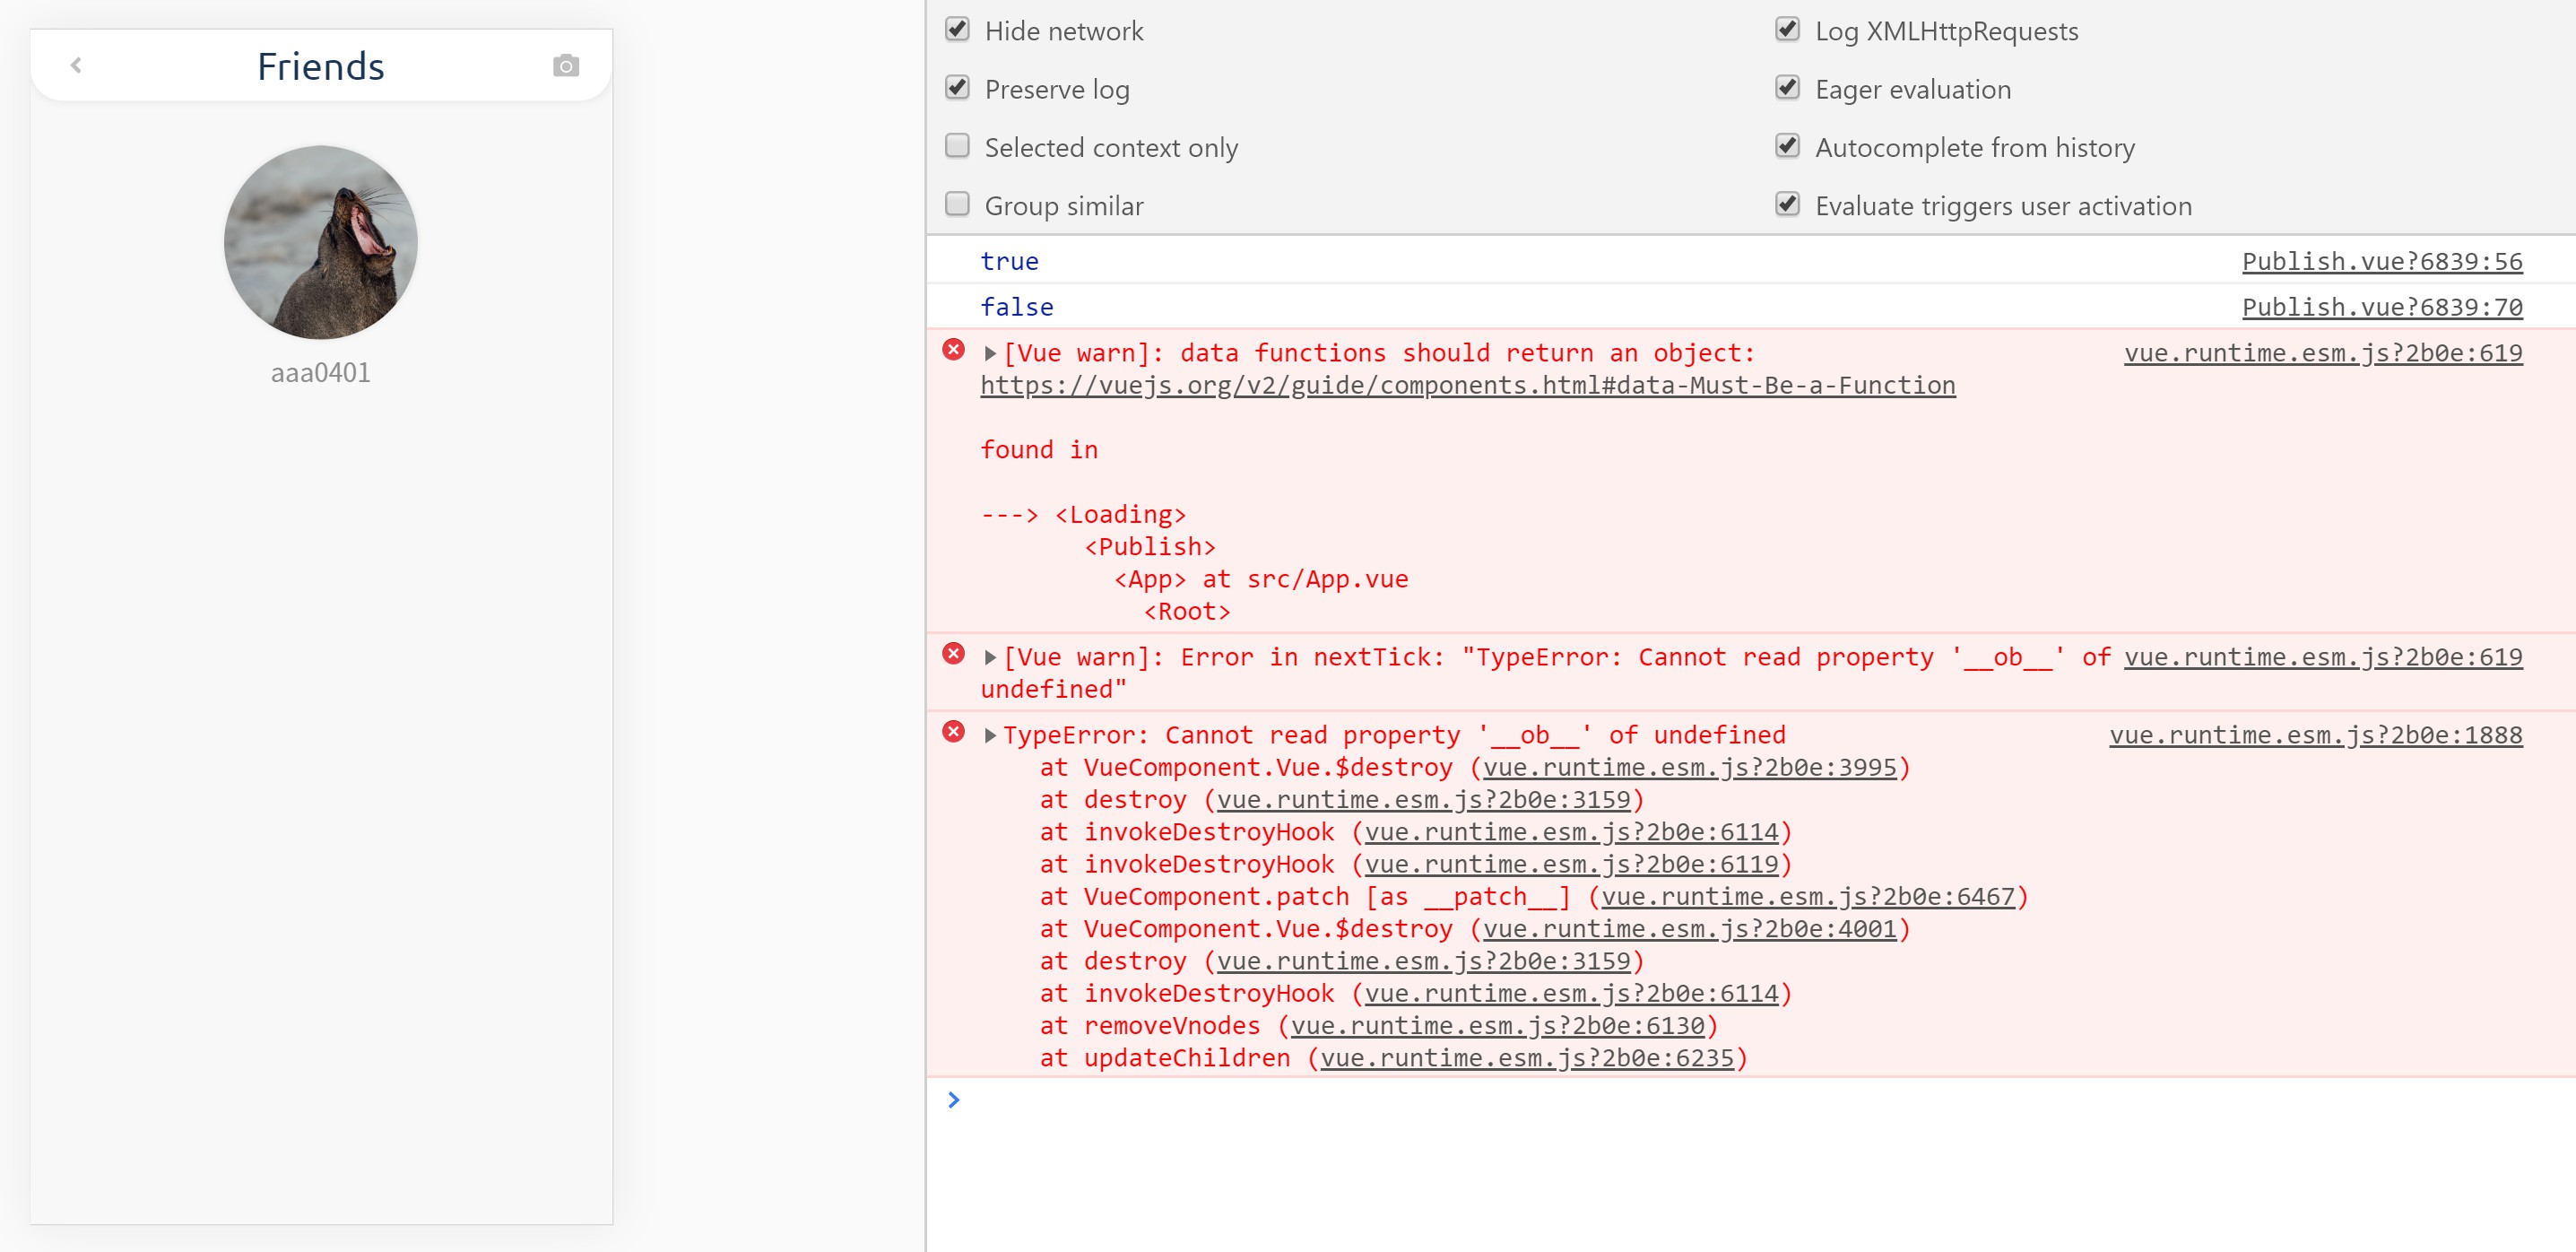 Friends
aaa0401
Hide network
Log XMLHttpRequests
Preserve log
Eager evaluation
Selected context only
Autocomplete from history
Group similar
Evaluate triggers user activation
true Publish.vue?6839:56
false Publish.vue?6839:70
[Vue warn]: data functions should return an object: vue.runtime.esm.js?2b0e:619
https://vuejs.org/v2/guide/components.html#data-Must-Be-a-Function
found in
---> <Loading>
<Publish>
<App> at src/App.vue
<Root>
[Vue warn]: Error in nextTick: "TypeError: Cannot read property '__ob__' of vue.runtime.esm.js?2b0e:619
undefined"
TypeError: Cannot read property '__ob__' of undefined vue.runtime.esm.js?2b0e:1888
at VueComponent.Vue.$destroy (vue.runtime.esm.js?2b0e:3995)
at destroy (vue.runtime.esm.js?2b0e:3159)
at invokeDestroyHook (vue.runtime.esm.js?2b0e:6114)
at invokeDestroyHook (vue.runtime.esm.js?2b0e:6119)
at VueComponent.patch [as __patch__] (vue.runtime.esm.js?2b0e:6467)
at VueComponent.Vue.$destroy (vue.runtime.esm.js?2b0e:4001)
at destroy (vue.runtime.esm.js?2b0e:3159)
at invokeDestroyHook (vue.runtime.esm.js?2b0e:6114)
at removeVnodes (vue.runtime.esm.js?2b0e:6130)
at updateChildren (vue.runtime.esm.js?2b0e:6235)